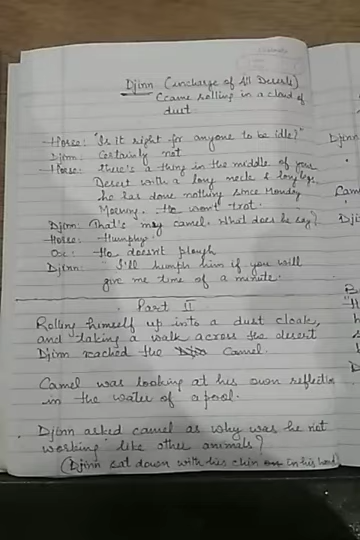 Djinn (incharge of All Deserts)
(came rolling in a cloud of
dust
Horse: "Is it right for anyone to be idle?"
Djinn: Certainly not
Horse: There's a thing in the middle of your
Desert with a long neck & long legs,
he has done nothing since Monday
Morning. He won't trot.
Djinn: That's my camel. What does he say?
Horse: Humph
Ox: He doesn't plough
Djinn: "I'll humph him if you will
give me time of a minute.
Part II
Rolling himself up into a dust cloak,
and taking a walk across the desert
Djinn reached the Camel.
Camel was looking at his own reflection
in the water of a pool.
Djinn asked camel as why was he not
working like other animals?
(Djinn sat down with his chin in his hand)
Djinn
Cam
Dj
"I